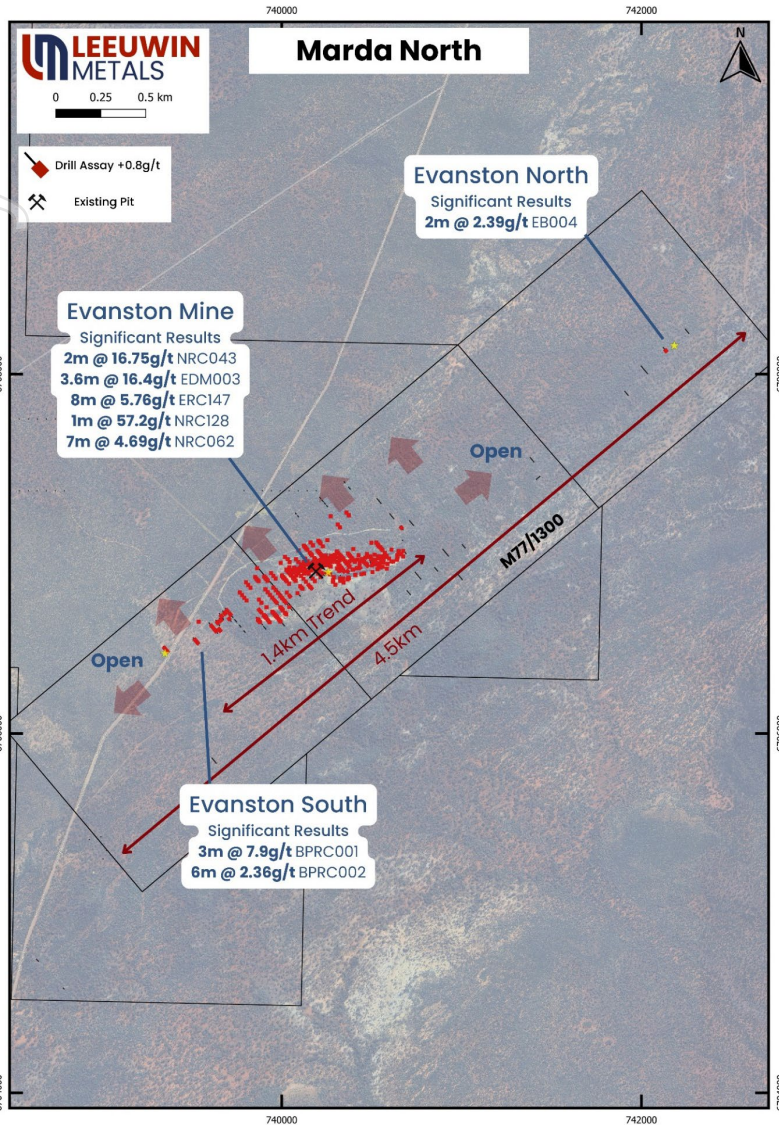 740000
742000
LEEUWIN
METALS
0 0.25 0.5 km
Marda North
N
Drill Assay +0.8g/t
Existing Pit
Evanston North
Significant Results
2m @ 2.39g/t EB004
Evanston Mine
Significant Results
2m @ 16.75g/t NRC043
3.6m @ 16.4g/t EDM003
8m @ 5.76g/t ERC147
1m @ 57.2g/t NRC128
7m @ 4.69g/t NRC062
Open
M77/1300
1.4km Trend
4.5km
Open
Evanston South
Significant Results
3m @ 7.9g/t BPRC001
6m @ 2.36g/t BPRC002
740000
742000